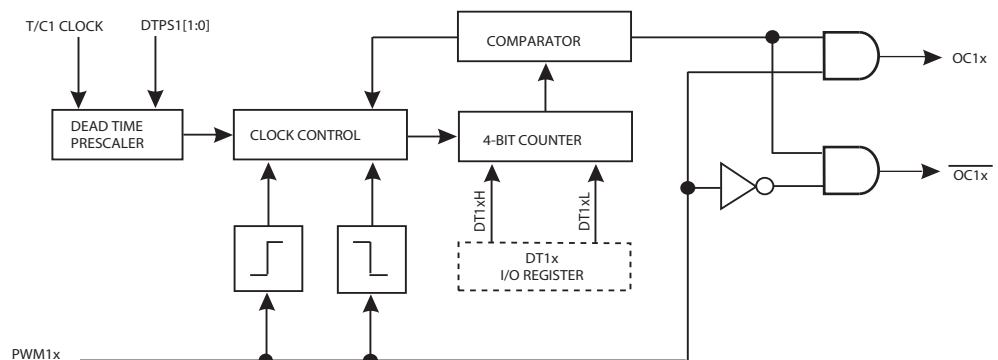 T/C1 CLOCK
DTPS1[1:0]
COMPARATOR
OC1x
DEAD TIME
PRESCALER
CLOCK CONTROL
4-BIT COUNTER
OC1x
DT1xH
DT1xL
DT1x
I/O REGISTER
PWM1x